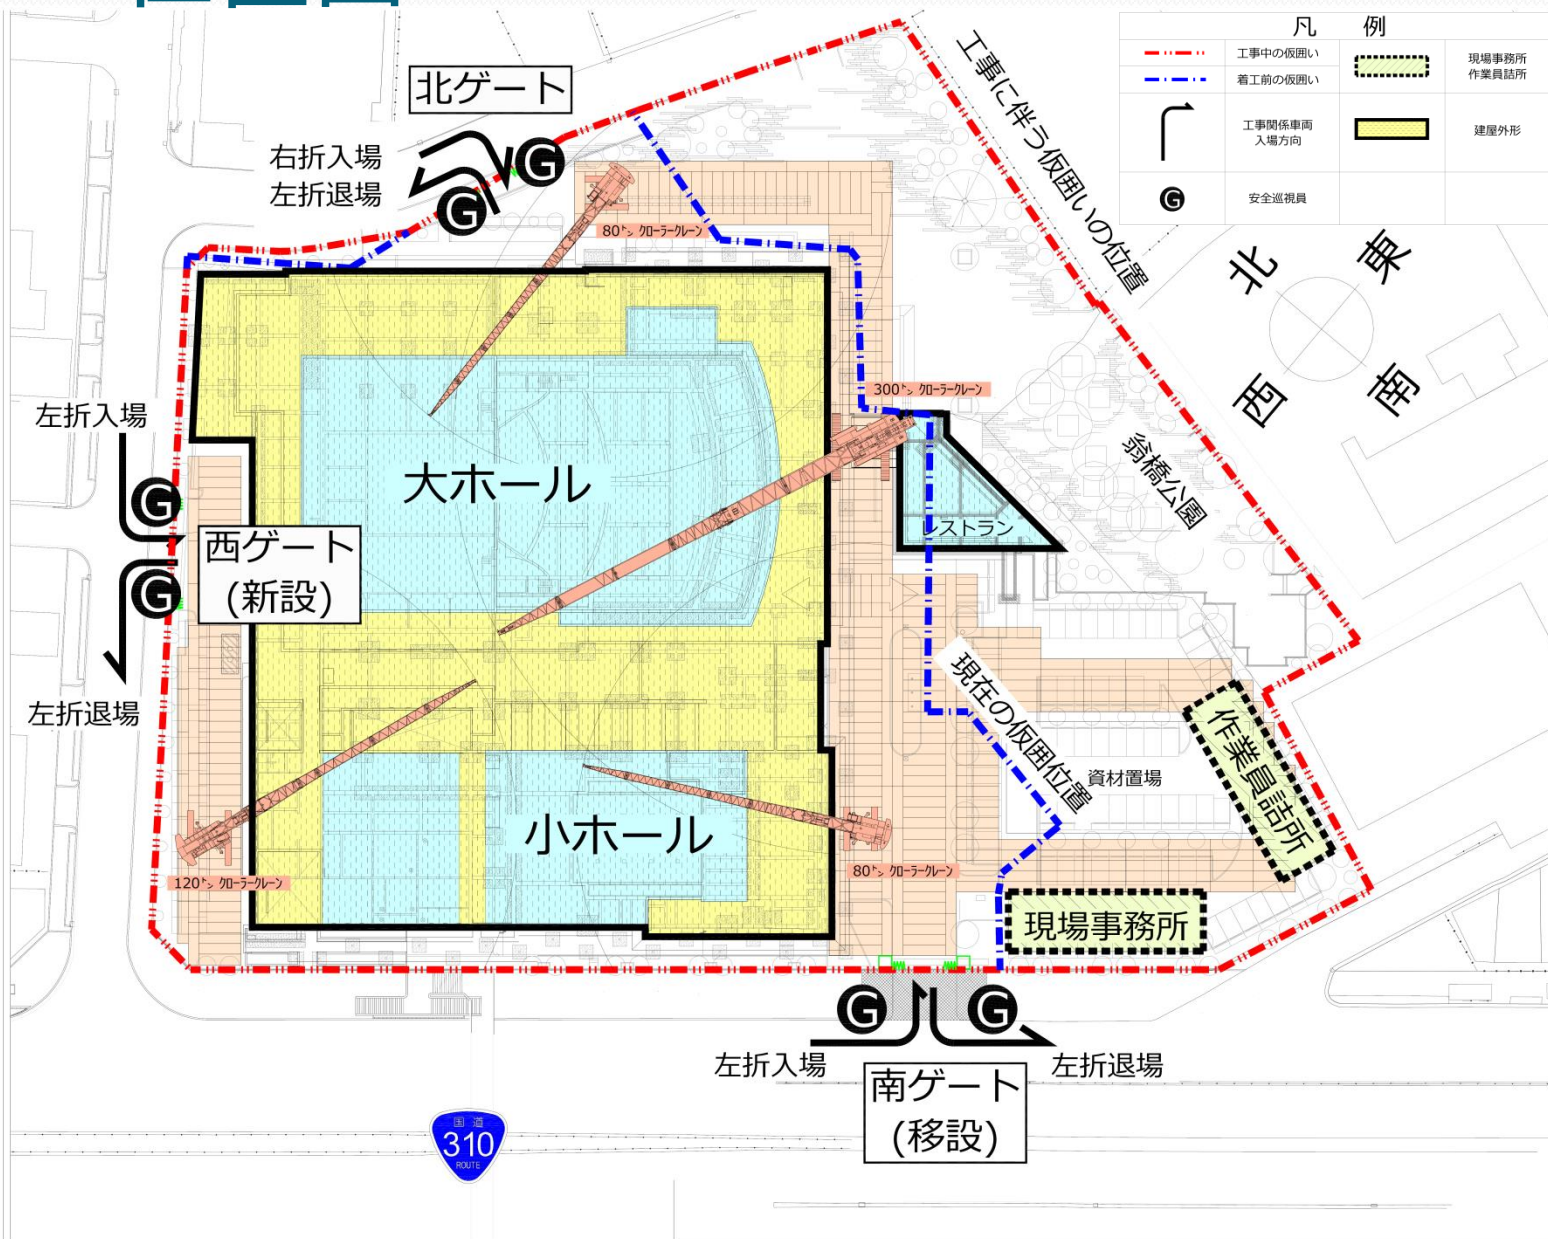 凡 例
工事中の仮囲い
着工前の仮囲い
現場事務所
作業員詰所
工事関係車両
入場方向
建屋外形
G
安全巡視員
北ゲート
右折入場
左折退場
G
G
工事に伴う仮囲いの位置
80㌧ クローラークレーン
北
東
西
南
300㌧ クローラークレーン
左折入場
G
大ホール
翁橋公園
レストラン
西ゲート
(新設)
G
左折退場
現在の仮囲位置
資材置場
作業員詰所
小ホール
120㌧ クローラークレーン
80㌧ クローラークレーン
現場事務所
G
G
左折入場
左折退場
南ゲート
(移設)
国道
310
ROUTE